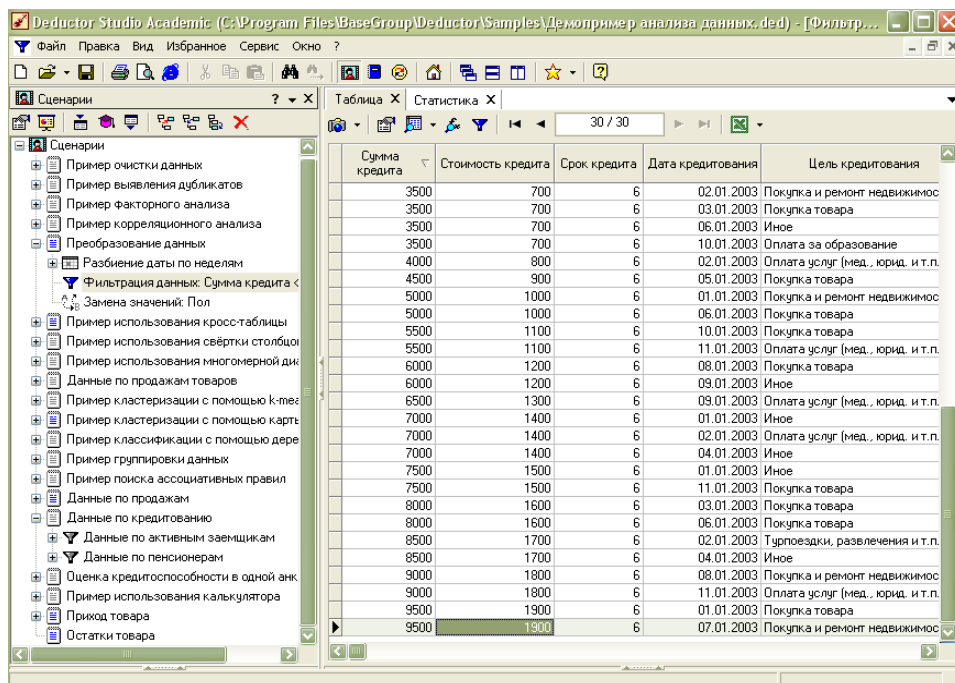 Deductor Studio Academic (C:\Program Files\BaseGroup\Deductor\Samples\Демопример анализа данных.ded) - [Фильтр...
Файл Правка Вид Избранное Сервис Окно ?
Сценарии ? X
Таблица X Статистика X
30 / 30
Сценарии
Пример очистки данных
Пример выявления дубликатов
Пример факторного анализа
Пример корреляционного анализа
Преобразование данных
Разбиение даты по неделям
Фильтрация данных: Сумма кредита <
Замена значений: Пол
Пример использования кросс-таблицы
Пример использования свёртки столбцо
Пример использования многомерной диа
Данные по продажам товаров
Пример кластеризации с помощью k-mea
Пример кластеризации с помощью карть
Пример классификации с помощью дере
Пример группировки данных
Пример поиска ассоциативных правил
Данные по продажам
Данные по кредитованию
Данные по активным заемщикам
Данные по пенсионерам
Оценка кредитоспособности в одной анк
Пример использования калькулятора
Приход товара
Остатки товара
Сумма кредита Стоимость кредита Срок кредита Дата кредитования Цель кредитования
3500 700 6 02.01.2003 Покупка и ремонт недвижимос
3500 700 6 03.01.2003 Покупка товара
3500 700 6 06.01.2003 Иное
3500 700 6 10.01.2003 Оплата за образование
4000 800 6 02.01.2003 Оплата услуг (мед., юрид. и т.п.
4500 900 6 05.01.2003 Покупка товара
5000 1000 6 01.01.2003 Покупка и ремонт недвижимос
5000 1000 6 06.01.2003 Покупка товара
5500 1100 6 10.01.2003 Покупка товара
5500 1100 6 11.01.2003 Оплата услуг (мед., юрид. и т.п.
6000 1200 6 08.01.2003 Покупка товара
6000 1200 6 09.01.2003 Иное
6500 1300 6 09.01.2003 Оплата услуг (мед., юрид. и т.п.
7000 1400 6 01.01.2003 Иное
7000 1400 6 02.01.2003 Оплата услуг (мед., юрид. и т.п.
7000 1400 6 04.01.2003 Иное
7500 1500 6 01.01.2003 Иное
7500 1500 6 11.01.2003 Покупка товара
8000 1600 6 03.01.2003 Покупка товара
8000 1600 6 06.01.2003 Покупка товара
8500 1700 6 02.01.2003 Турпоездки, развлечения и т.п.
8500 1700 6 04.01.2003 Иное
9000 1800 6 08.01.2003 Покупка и ремонт недвижимос
9000 1800 6 11.01.2003 Оплата услуг (мед., юрид. и т.п.
9500 1900 6 01.01.2003 Покупка товара
9500 1900 6 07.01.2003 Покупка и ремонт недвижимос